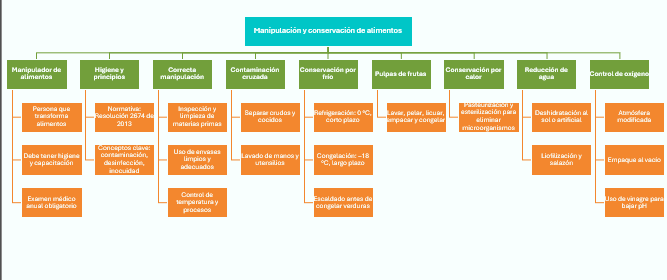 Manipulación y conservación de alimentos
Manipulador de
alimentos
Higiene y
principios
Correcta
manipulación
Contaminación
cruzada
Conservación por
frío
Pulpas de frutas
Conservación por
calor
Reducción de
agua
Control de oxígeno
Persona que
transforma
alimentos
Debe tener higiene
y capacitación
Examen médico
anual obligatorio
Normativa:
Resolución 2674 de
2013
Conceptos clave:
contaminación,
desinfección,
inocuidad
Inspección y
limpieza de
materias primas
Uso de envases
limpios y
adecuados
Control de
temperatura y
procesos
Separar crudos y
cocidos
Lavado de manos y
utensilios
Refrigeración: 0 °C,
corto plazo
Congelación: –18
°C, largo plazo
Escaldado antes de
congelar verduras
Lavar, pelar, licuar,
empacar y congelar
Pasteurización y
esterilización para
eliminar
microorganismos
Deshidratación al
sol o artificial
Liofilización y
salazón
Atmósfera
modificada
Empaque al vacío
Uso de vinagre para
bajar pH